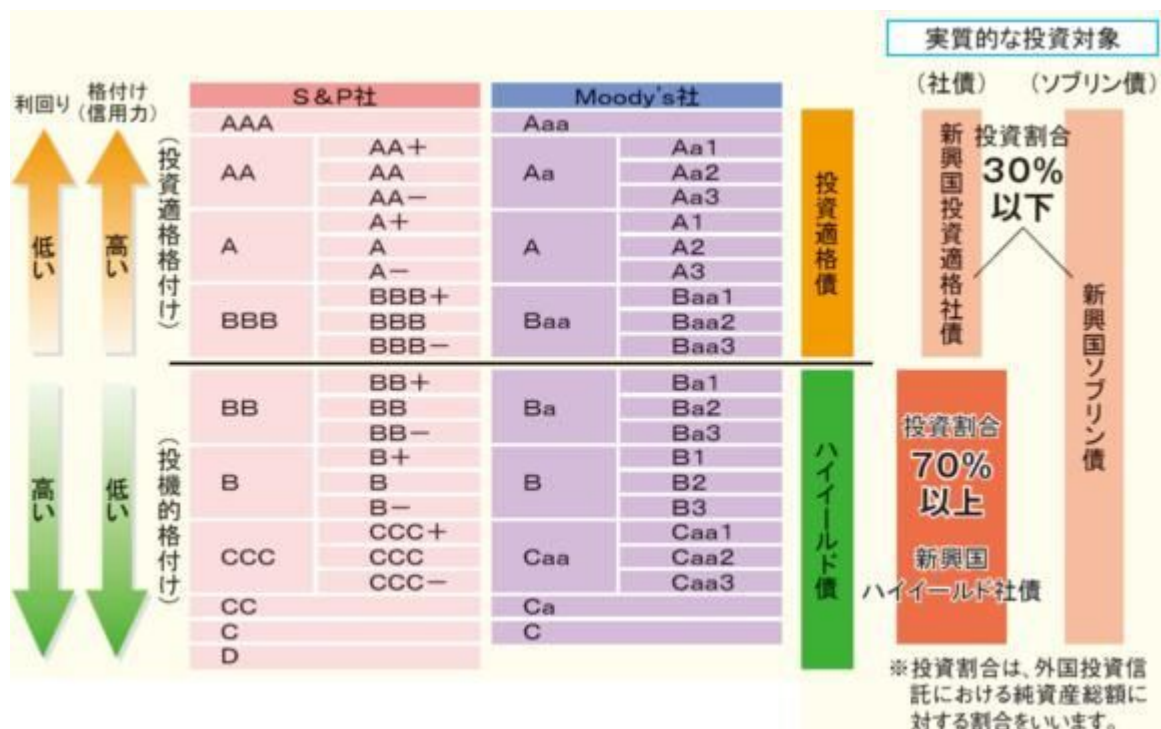 実質的な投資対象
(社債)
(ソブリン債)
利回り
格付け
(信用力)
低い
高い
高い
低い
(投資適格格付け)
(投機的格付け)
S&P社
Moody's社
AAA
Aaa
AA
AA+
AA
AA−
Aa
Aa1
Aa2
Aa3
A
A+
A
A−
A
A1
A2
A3
BBB
BBB+
BBB
BBB−
Baa
Baa1
Baa2
Baa3
BB
BB+
BB
BB−
Ba
Ba1
Ba2
Ba3
B
B+
B
B−
B
B1
B2
B3
CCC
CCC+
CCC
CCC−
Caa
Caa1
Caa2
Caa3
CC
Ca
C
C
D
投資適格債
ハイイールド債
新興国投資適格社債
投資割合
30%
以下
新興国ソブリン債
投資割合
70%
以上
新興国
ハイイールド社債
※投資割合は、外国投資信
託における純資産総額に
対する割合をいいます。